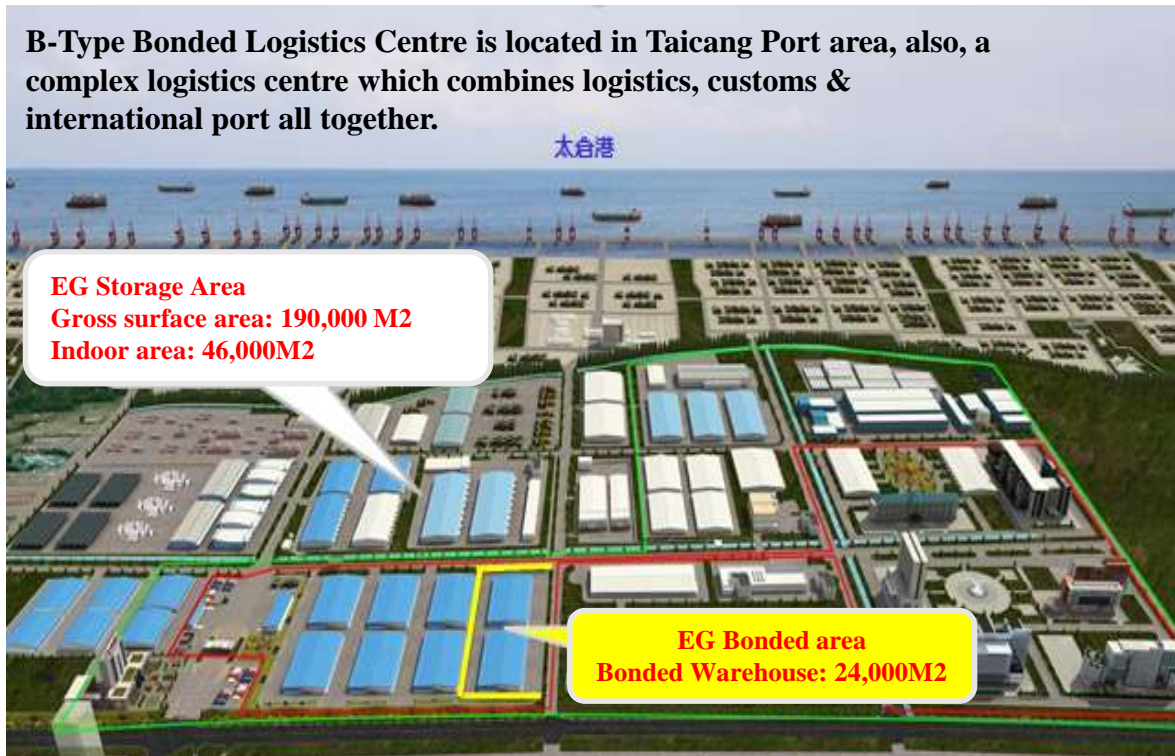 B-Type Bonded Logistics Centre is located in Taicang Port area, also, a
complex logistics centre which combines logistics, customs &
international port all together.
太倉港
EG Storage Area
Gross surface area: 190,000 M2
Indoor area: 46,000M2
EG Bonded area
Bonded Warehouse: 24,000M2